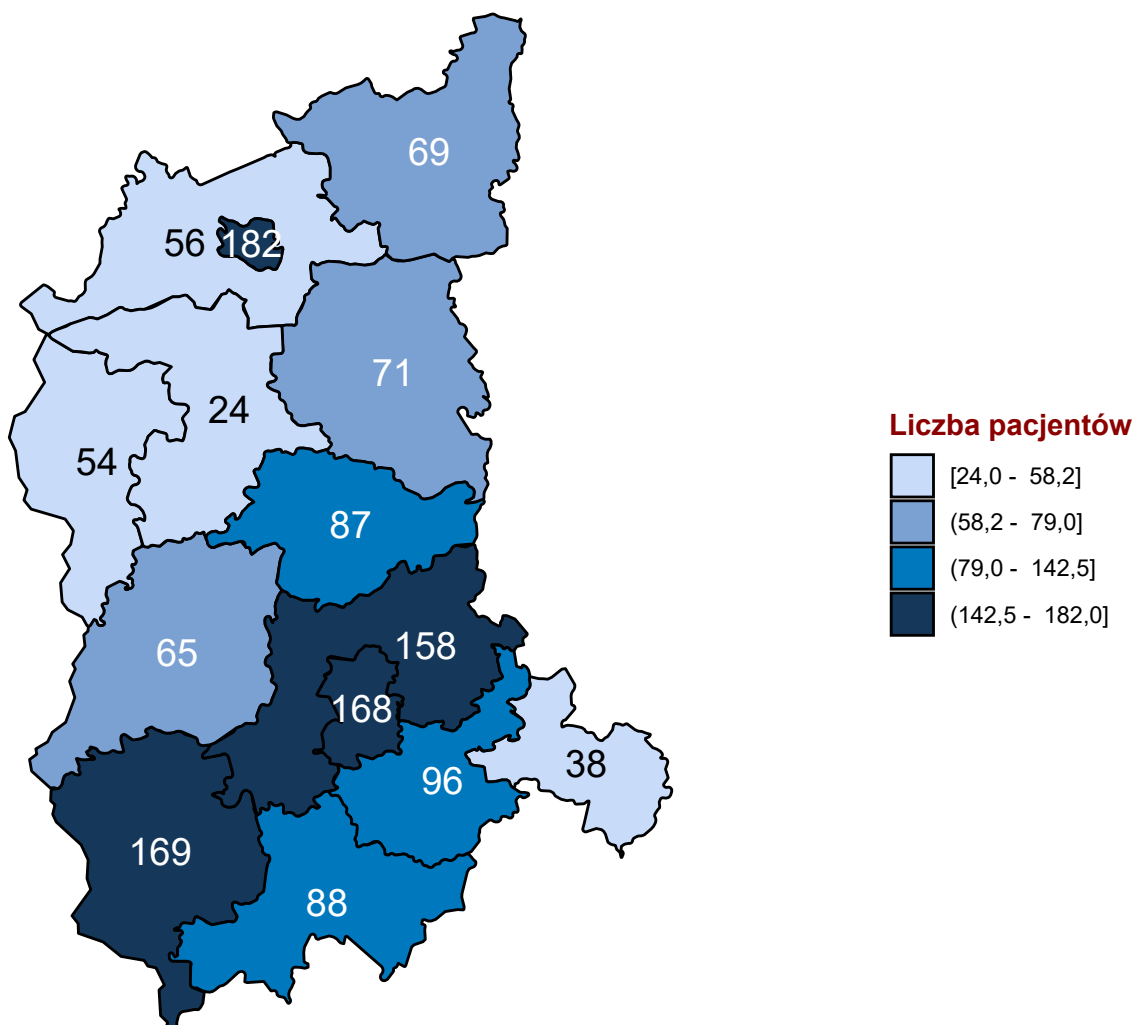 69
56
182
71
24
54
87
65
158
168
38
96
169
88
Liczba pacjentów
[24,0 - 58,2]
(58,2 - 79,0]
(79,0 - 142,5]
(142,5 - 182,0]